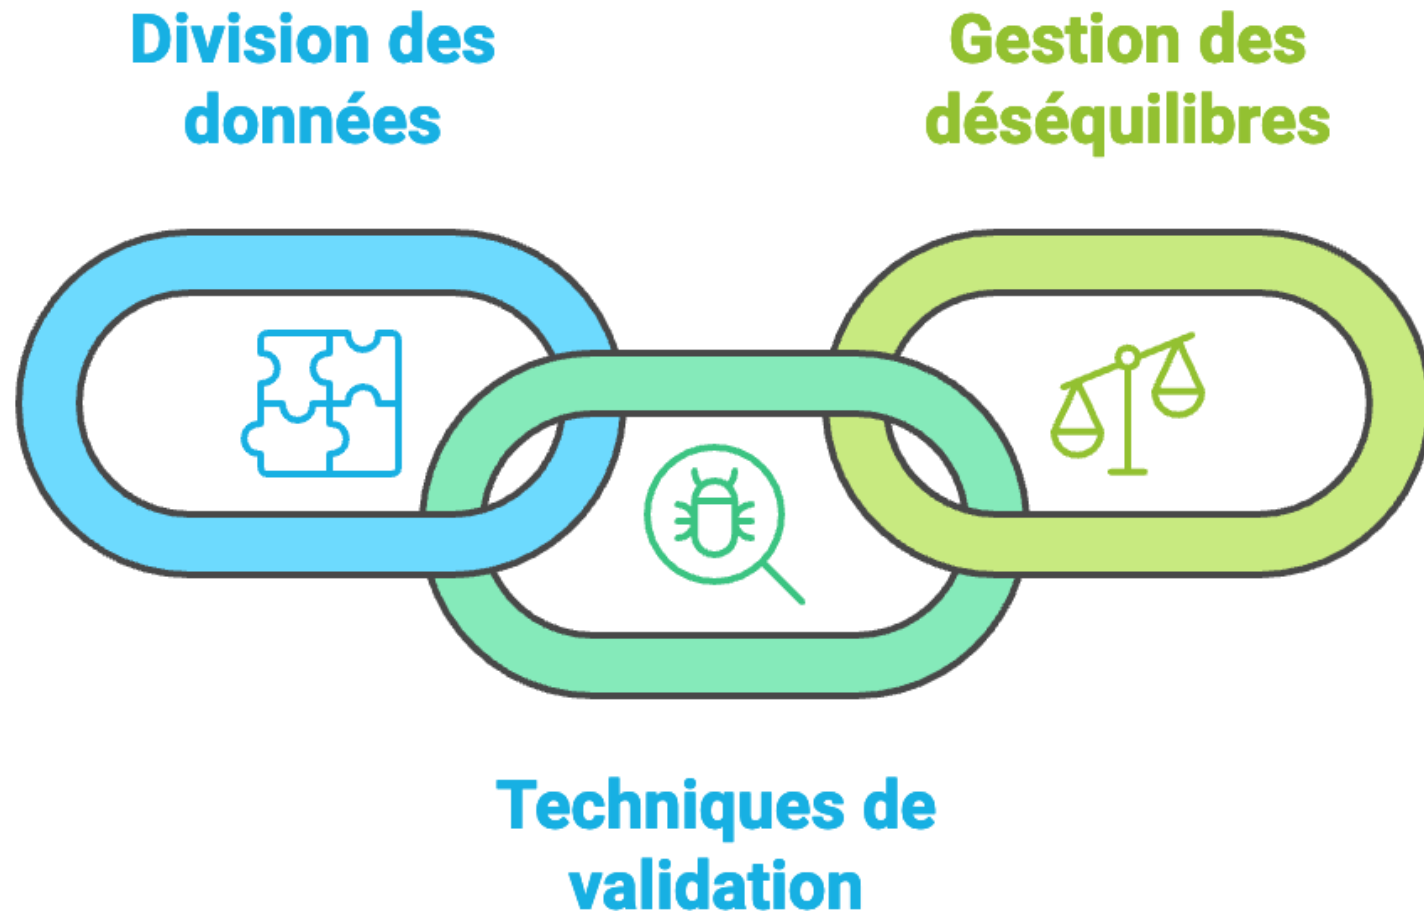 Division des
données
Gestion des
déséquilibres
Techniques de
validation